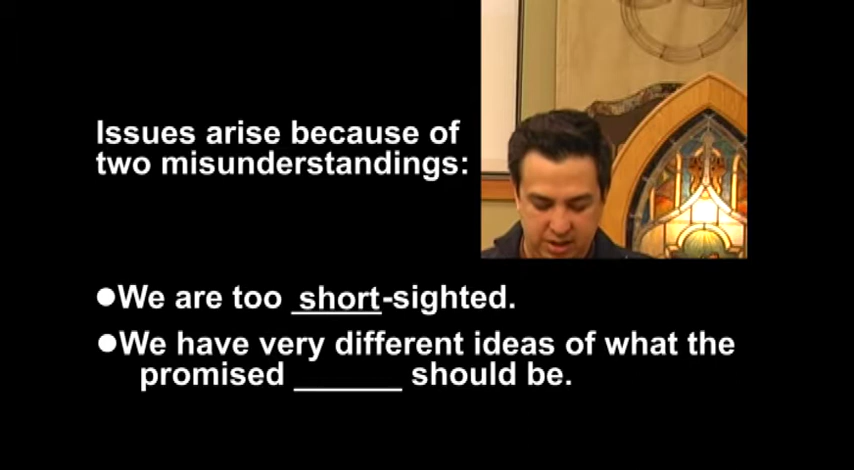 Issues arise because of
two misunderstandings:
●We are too short-sighted.
●We have very different ideas of what the
promised ______ should be.